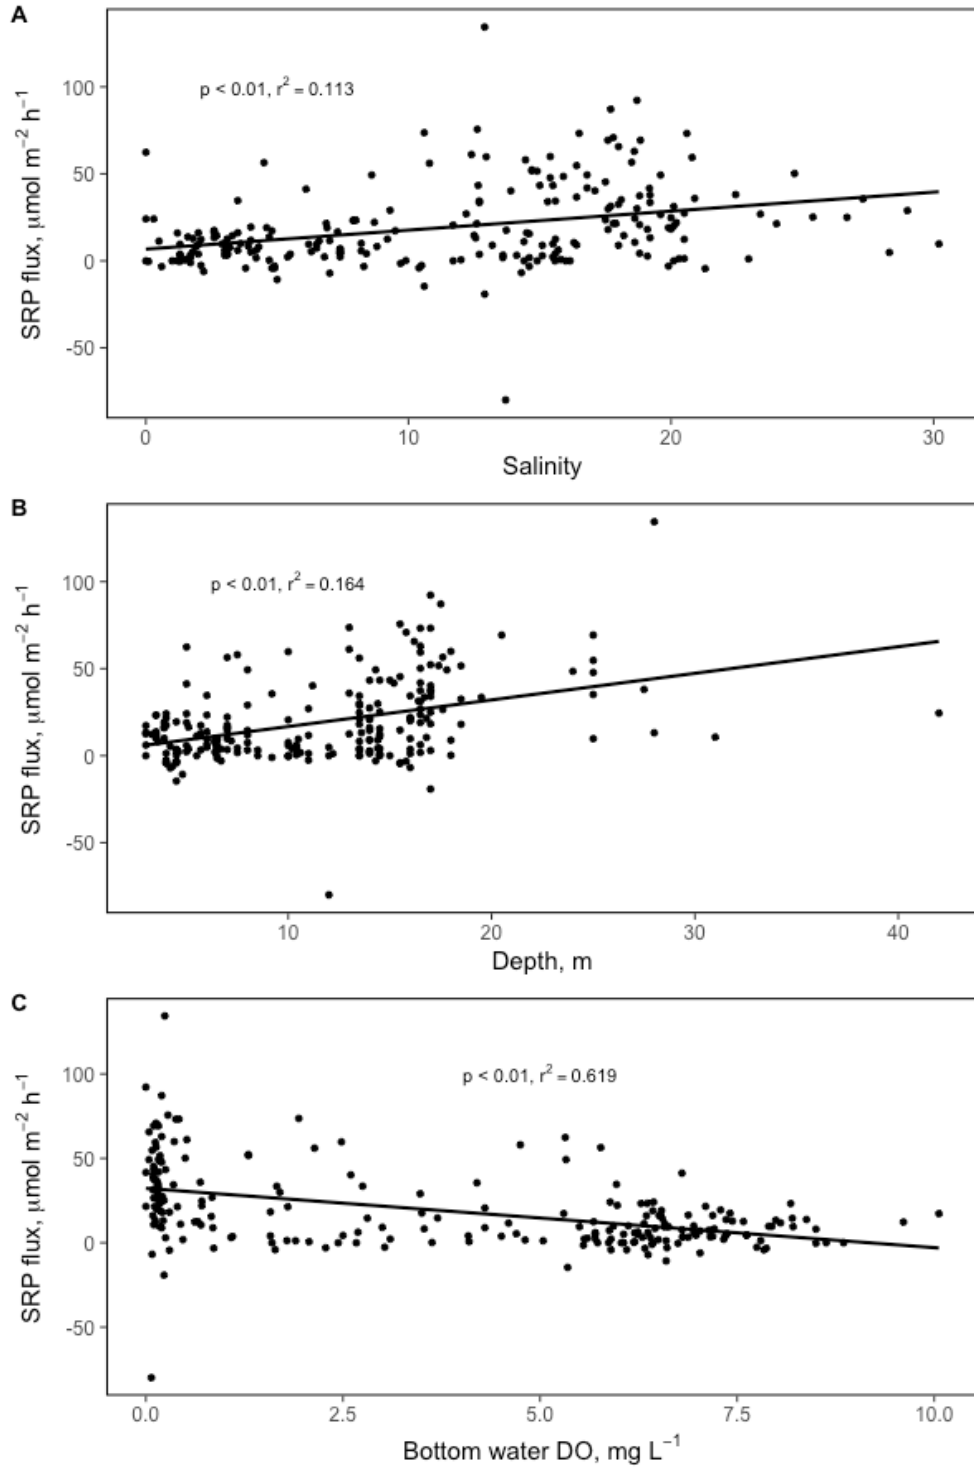 A
SRP flux, μmol m⁻² h⁻¹
p < 0.01, r² = 0.113
100
50
0
-50
0 10 20 30
Salinity
B
SRP flux, μmol m⁻² h⁻¹
p < 0.01, r² = 0.164
100
50
0
-50
10 20 30 40
Depth, m
C
SRP flux, μmol m⁻² h⁻¹
p < 0.01, r² = 0.619
100
50
0
-50
0.0 2.5 5.0 7.5 10.0
Bottom water DO, mg L⁻¹